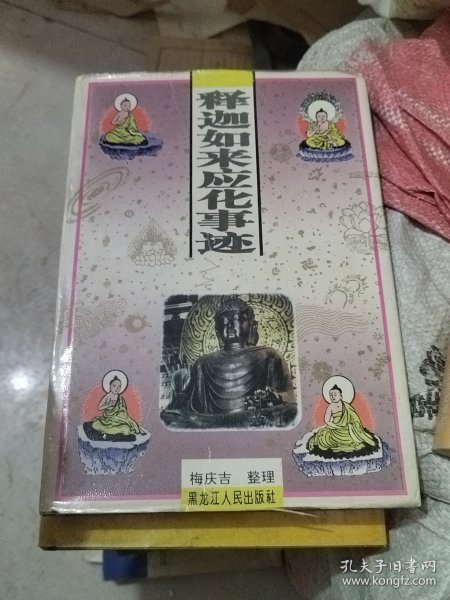 释迦如来应化事迹
梅庆吉 整理
黑龙江人民出版社
孔夫子旧书网
www.kongfz.com